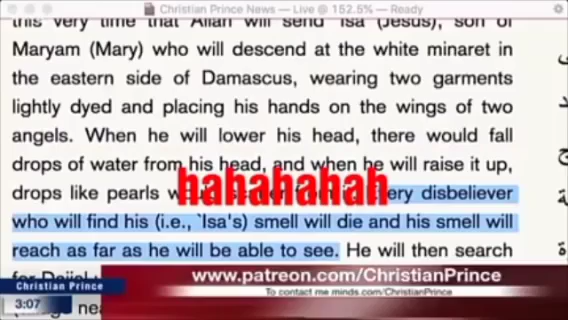 Christian Prince News — Live @ 152.5% — Ready
this very time that Allah will send `Isa (Jesus), son of
Maryam (Mary) who will descend at the white minaret in
the eastern side of Damascus, wearing two garments
lightly dyed and placing his hands on the wings of two
angels. When he will lower his head, there would fall
drops of water from his head, and when he will raise it up,
drops like pearls
hahahahah
disbeliever
who will find his (i.e., `Isa's) smell will die and his smell will
reach as far as he will be able to see. He will then search
www.patreon.com/ChristianPrince
Christian Prince
To contact me minds.com/ChristianPrince
3:07